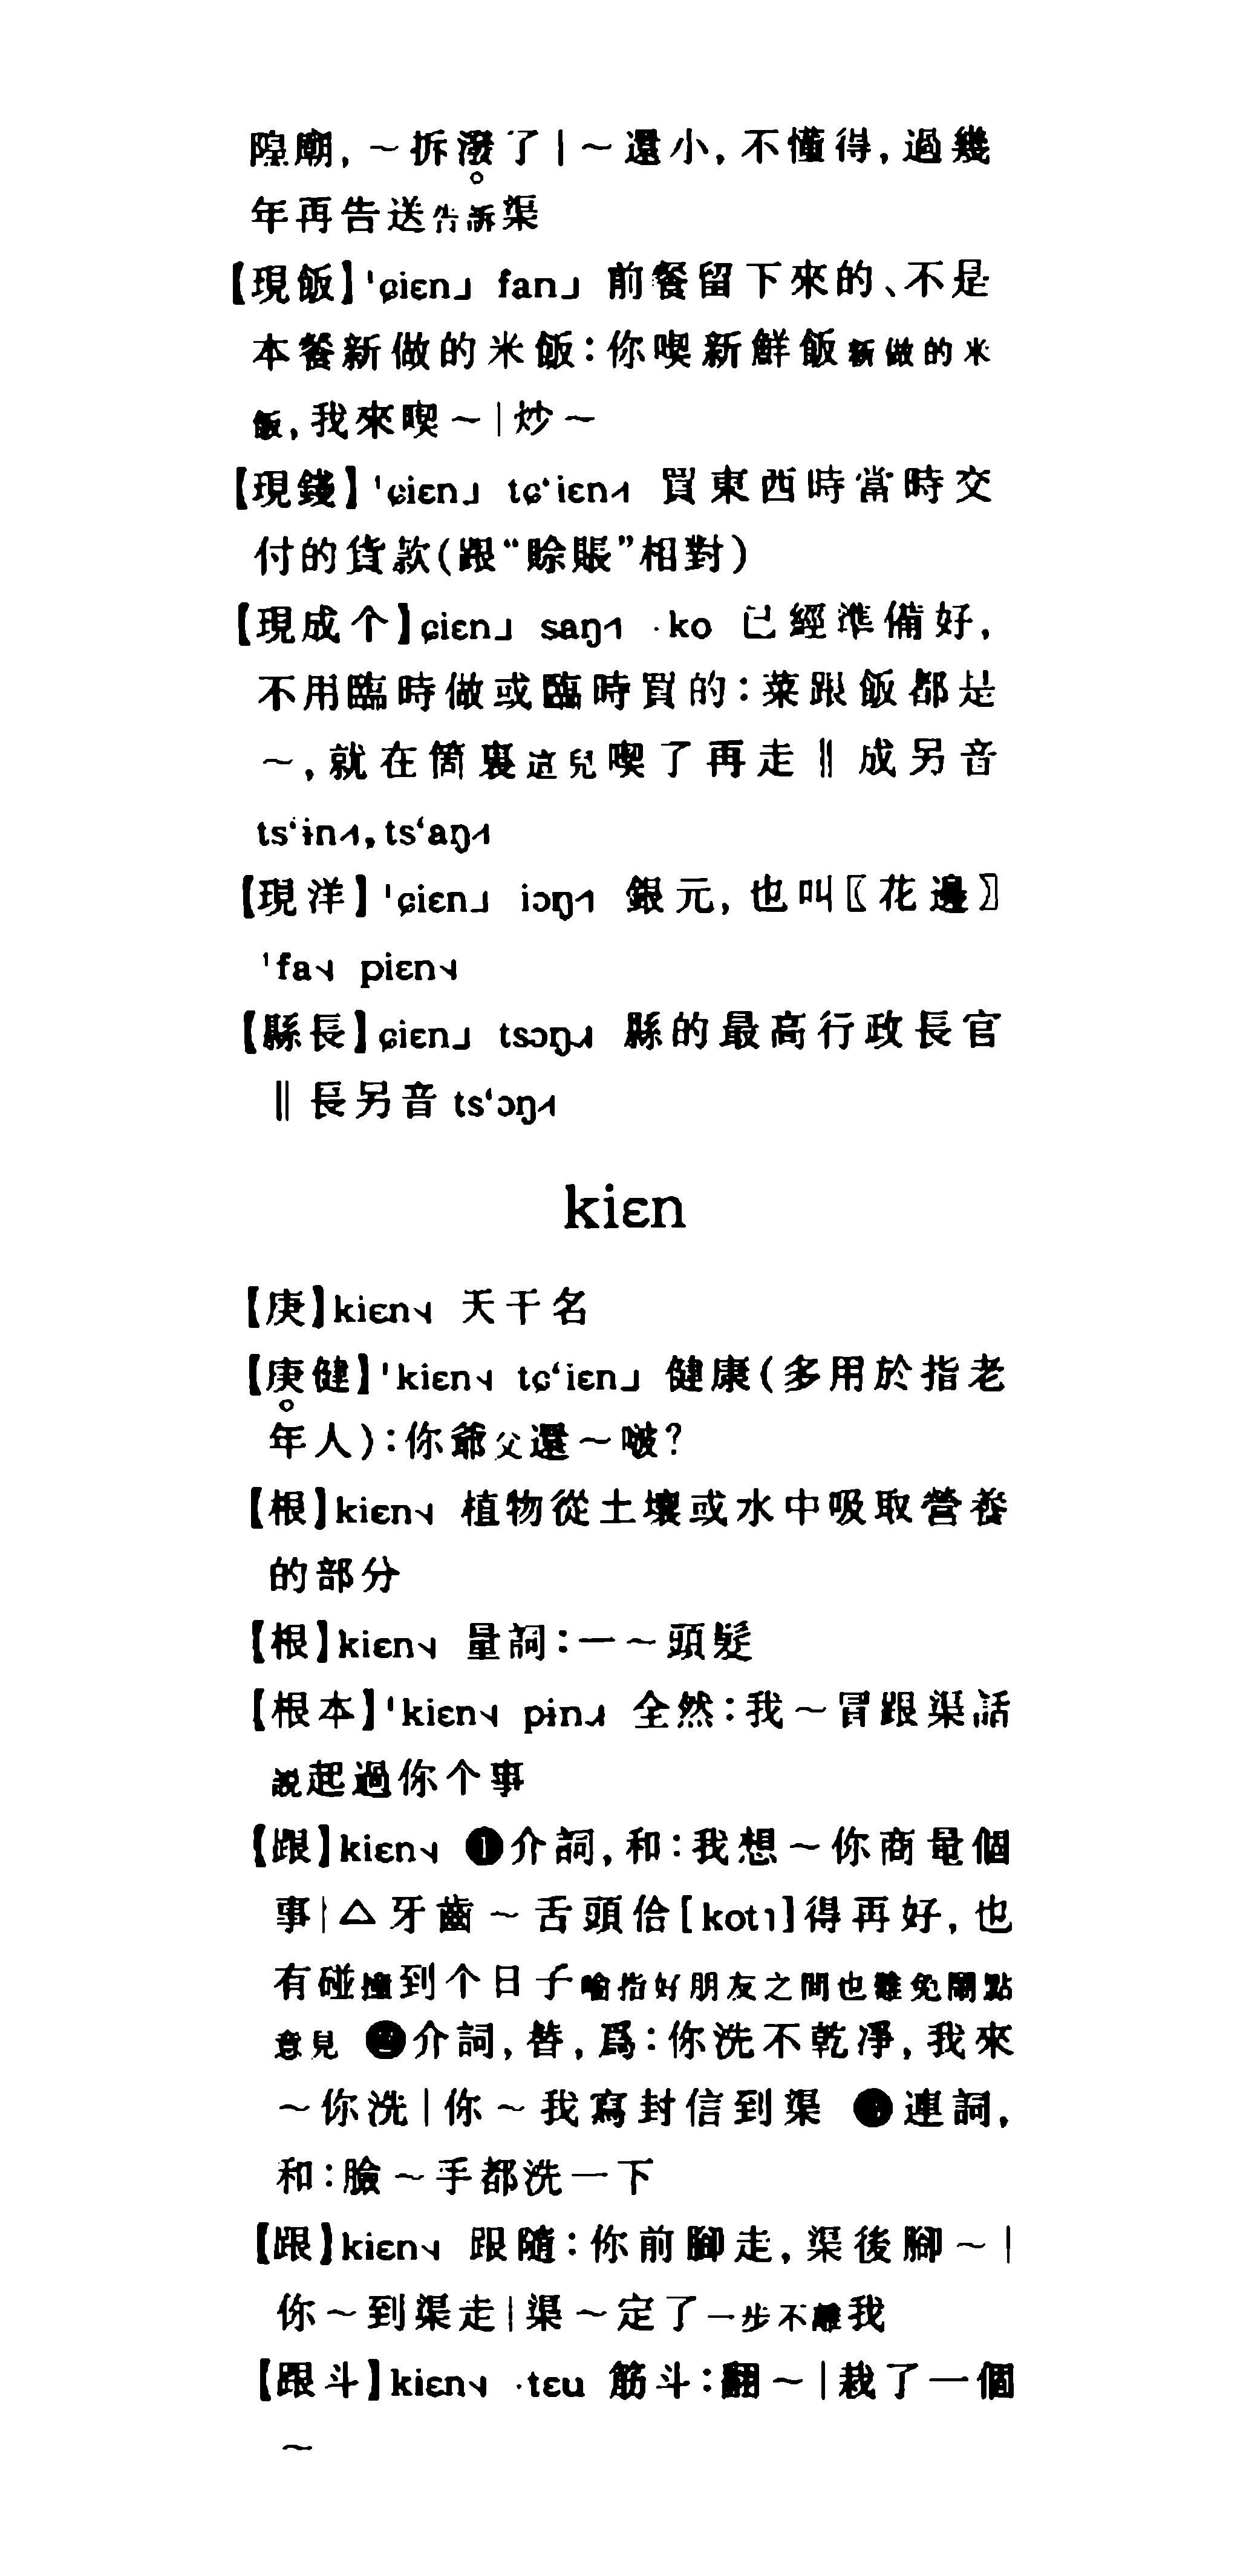 隍廟，～拆潑了｜～還小，不懂得，過幾
年再告送告訴渠
【現飯】ˈɕiɛn˩ fan˩ 前餐留下來的、不是
本餐新做的米飯：你喫新鮮飯新做的米
飯，我來喫～｜炒～
【現錢】ˈɕiɛn˩ tɕ‘iɛn˧˥ 買東西時當時交
付的貨款（跟“賒賬”相對）
【現成个】ɕiɛn˩ saŋ˧˥ ·ko 已經準備好，
不用臨時做或臨時買的：菜跟飯都是
～，就在箇裏這兒喫了再走 ‖ 成另音
ts‘ɨn˧˥，ts‘aŋ˧˥
【現洋】ˈɕiɛn˩ iɔŋ˧˥ 銀元，也叫〖花邊〗
ˈfa˦˨ piɛn˦˨
【縣長】ɕiɛn˩ tsɔŋ˨˧ 縣的最高行政長官
‖ 長另音 ts‘ɔŋ˧˥
kiɛn
【庚】kiɛn˦˨ 天干名
【庚健】ˈkiɛn˦˨ tɕ‘iɛn˩ 健康（多用於指老
年人）：你爺父還～啵？
【根】kiɛn˦˨ 植物從土壤或水中吸取營養
的部分
【根】kiɛn˦˨ 量詞：一～頭髮
【根本】ˈkiɛn˦˨ pɨn˨˧ 全然：我～冒跟渠話
説起過你个事
【跟】kiɛn˦˨ ❶介詞，和：我想～你商量個
事｜△牙齒～舌頭佮[kot˥]得再好，也
有碰撞到个日子喻指好朋友之間也難免鬧點
意見 ❷介詞，替，爲：你洗不乾凈，我來
～你洗｜你～我寫封信到渠 ❸連詞，
和：臉～手都洗一下
【跟】kiɛn˦˨ 跟隨：你前腳走，渠後腳～｜
你～到渠走｜渠～定了一步不離我
【跟斗】kiɛn˦˨ ·tɛu 筋斗：翻～｜栽了一個
～